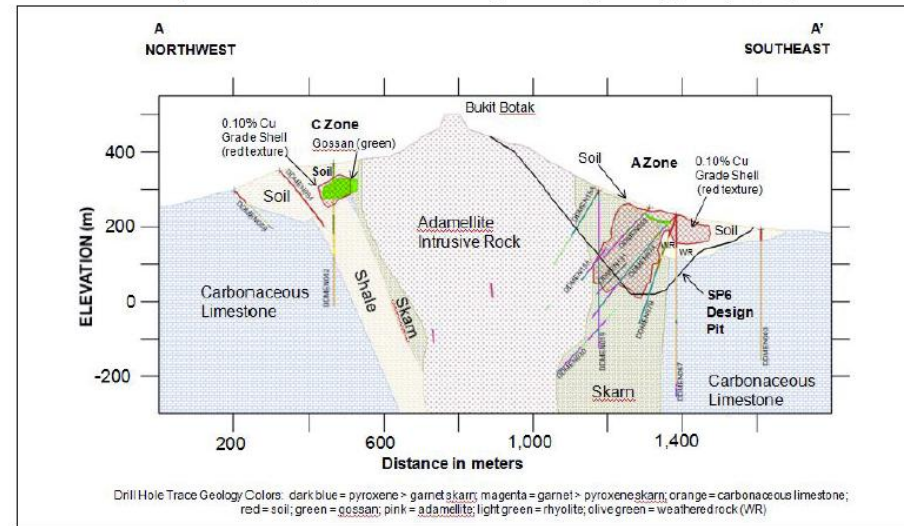 A
A'
NORTHWEST
SOUTHEAST
Bukit Botak
0.10% Cu
Grade Shell
(red texture)
C Zone
Gossan (green)
Soil
Soil
A Zone
0.10% Cu
Grade Shell
(red texture)
400
Soil
Soil
200
Adamellite
Intrusive Rock
WR
WR
ELEVATION (m)
0
Carbonaceous
Limestone
Shale
Skarn
SP6
Design
Pit
-200
Skarn
Carbonaceous
Limestone
200
600
1,000
1,400
Distance in meters
Drill Hole Trace Geology Colors: dark blue = pyroxene > garnet skarn; magenta = garnet > pyroxene skarn; orange = carbonaceous limestone;
red = soil; green = gossan; pink = adamellite; light green = rhyolite; olive green = weathered rock (WR)